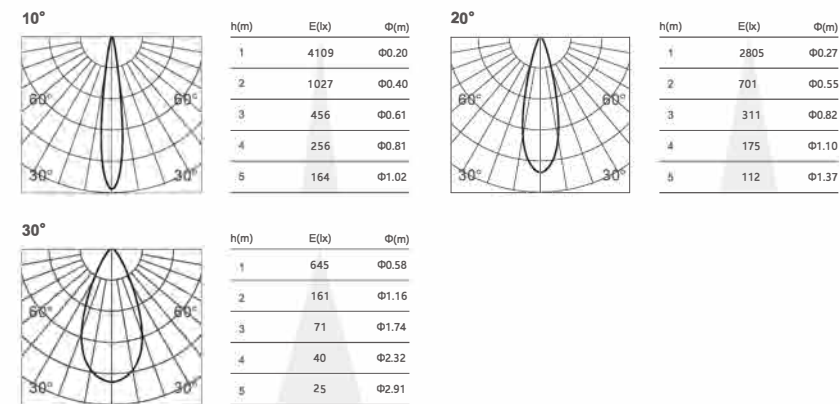 10°
h(m) E(lx) Φ(m)
1 4109 Φ0.20
2 1027 Φ0.40
3 456 Φ0.61
4 256 Φ0.81
5 164 Φ1.02
60° 60°
30° 30°
20°
h(m) E(lx) Φ(m)
1 2805 Φ0.27
2 701 Φ0.55
3 311 Φ0.82
4 175 Φ1.10
5 112 Φ1.37
60° 60°
30° 30°
30°
h(m) E(lx) Φ(m)
1 645 Φ0.58
2 161 Φ1.16
3 71 Φ1.74
4 40 Φ2.32
5 25 Φ2.91
60° 60°
30° 30°